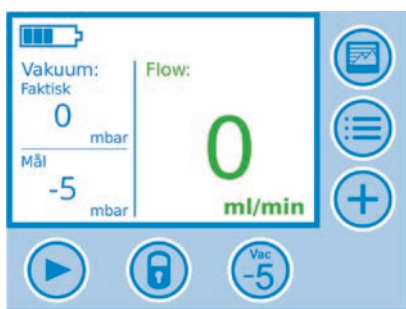 Vakuum:
Faktisk
0
mbar
Mål
-5
mbar
Flow:
0
ml/min
Vac
-5